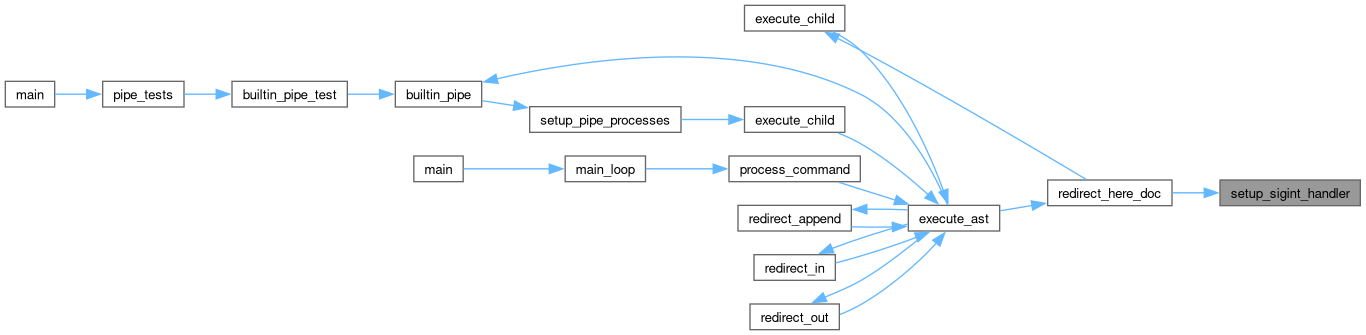 execute_child
main
pipe_tests
builtin_pipe_test
builtin_pipe
setup_pipe_processes
execute_child
main
main_loop
process_command
redirect_here_doc
setup_sigint_handler
redirect_append
execute_ast
redirect_in
redirect_out